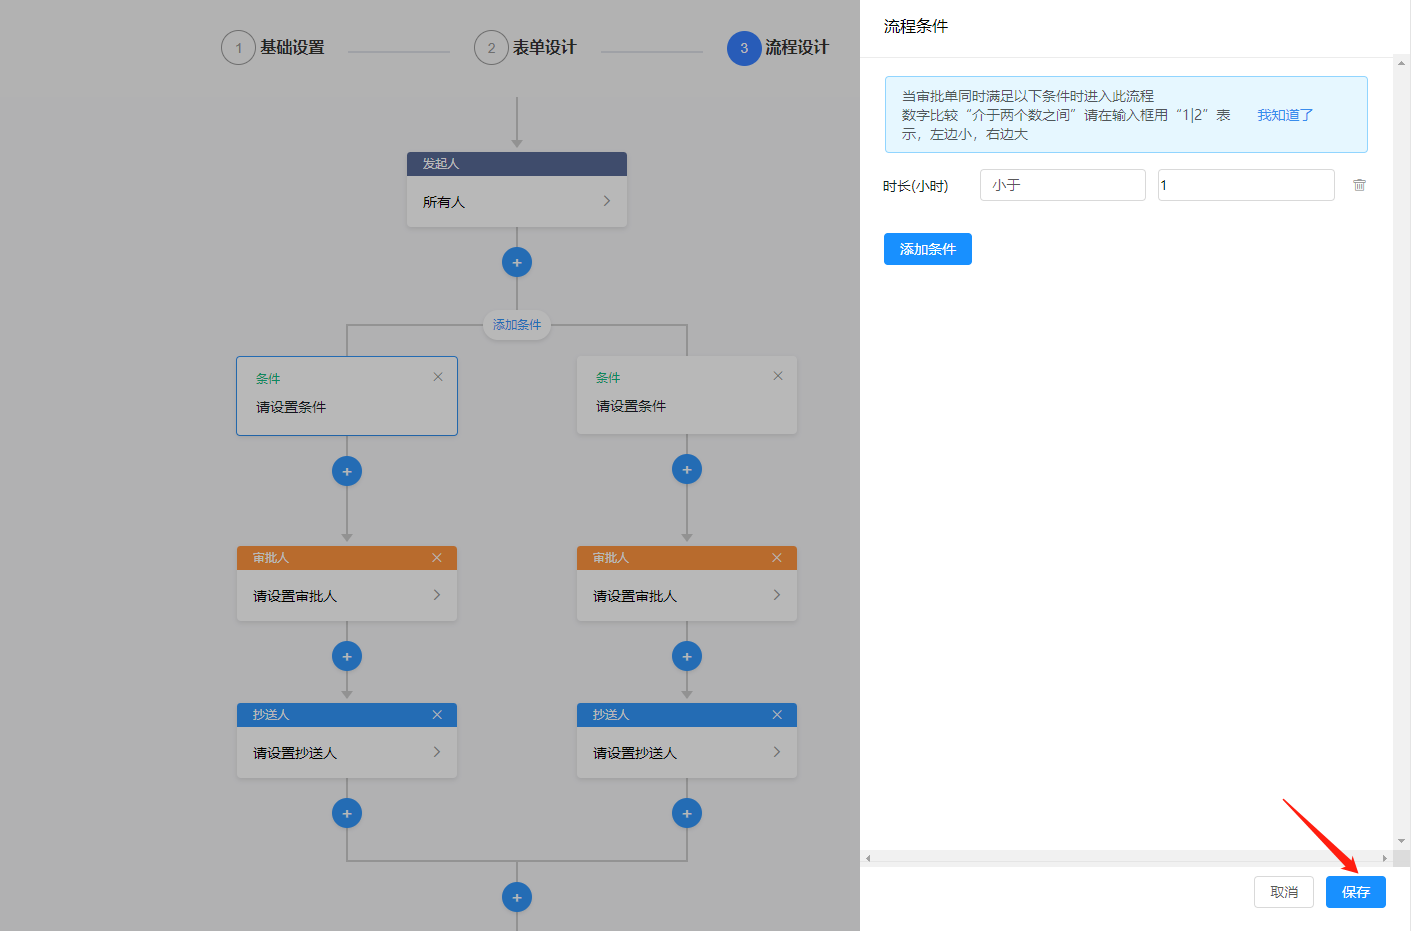 1 基础设置
2 表单设计
3 流程设计
发起人
所有人
添加条件
条件
请设置条件
条件
请设置条件
审批人
请设置审批人
审批人
请设置审批人
抄送人
请设置抄送人
抄送人
请设置抄送人
流程条件
当审批单同时满足以下条件时进入此流程
数字比较“介于两个数之间”请在输入框用“1|2”表
示，左边小，右边大
我知道了
时长(小时) 小于 1
添加条件
取消 保存